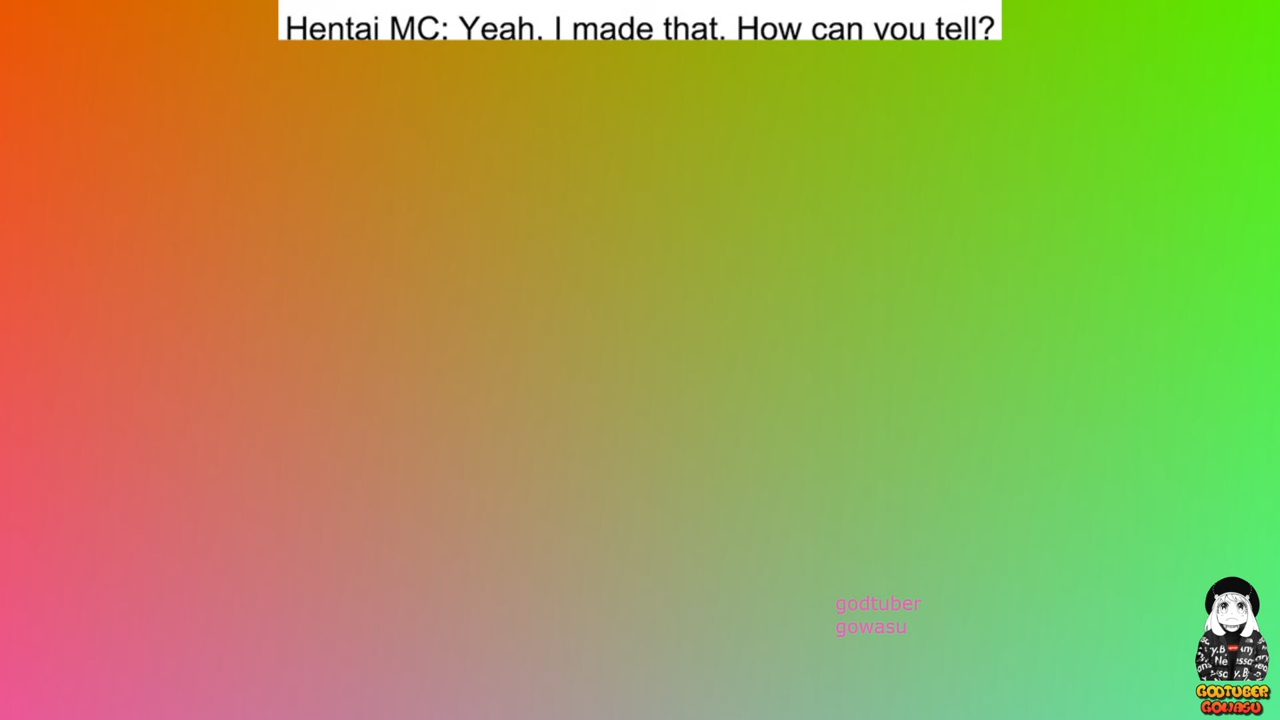 Hentai MC: Yeah. I made that. How can you tell?
godtuber
gowasu
GODTUBER
GOWASU